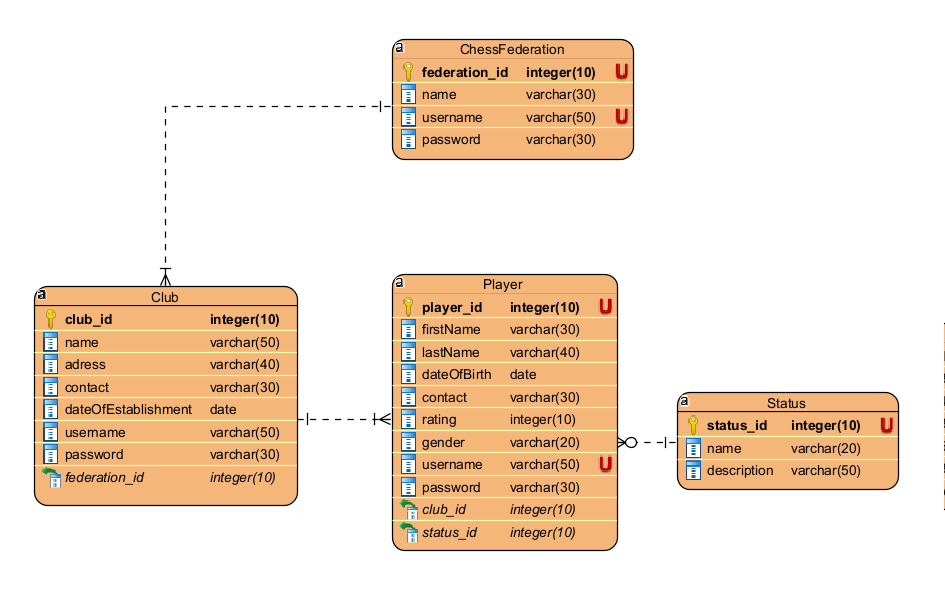 a
ChessFederation
federation_id integer(10) U
name varchar(30)
username varchar(50) U
password varchar(30)
a
Club
club_id integer(10)
name varchar(50)
adress varchar(40)
contact varchar(30)
dateOfEstablishment date
username varchar(50)
password varchar(30)
federation_id integer(10)
a
Player
player_id integer(10) U
firstName varchar(30)
lastName varchar(40)
dateOfBirth date
contact varchar(30)
rating integer(10)
gender varchar(20)
username varchar(50) U
password varchar(30)
club_id integer(10)
status_id integer(10)
a
Status
status_id integer(10) U
name varchar(20)
description varchar(50)